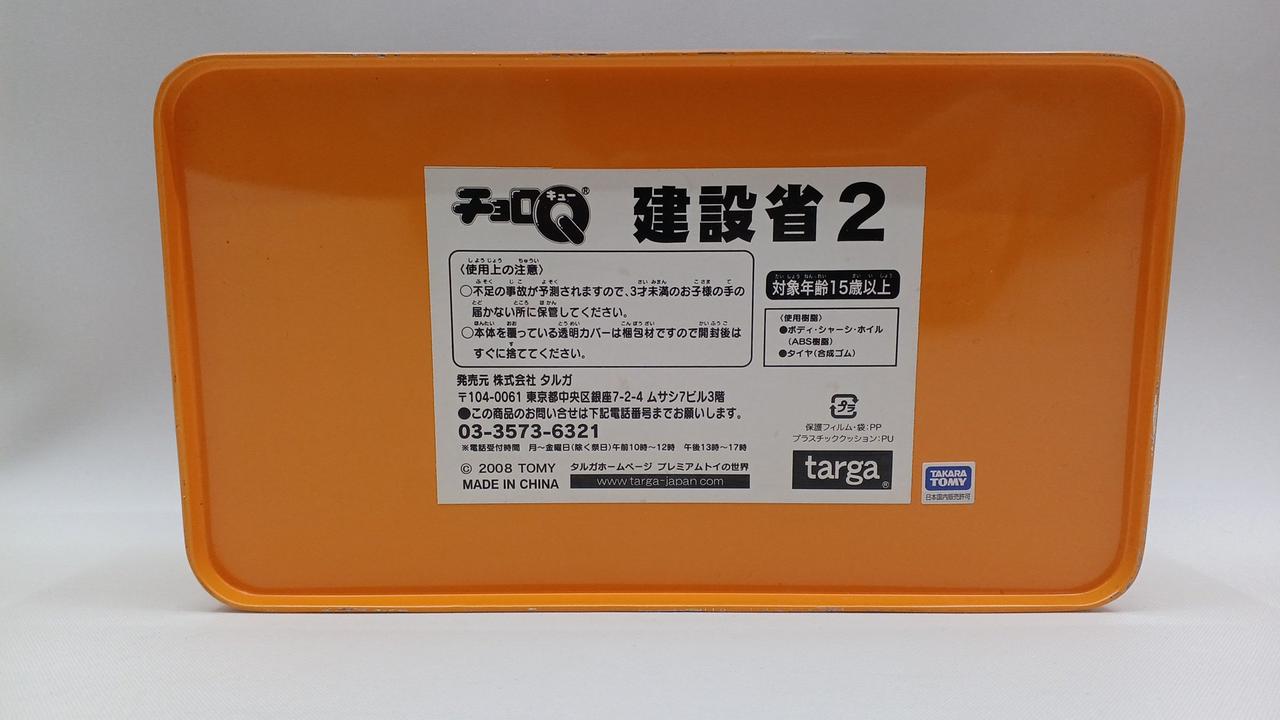 チョロQ キュー ® 建設省2
〈使用上の注意〉
○不足の事故が予測されますので、3才未満のお子様の手の
届かない所に保管してください。
○本体を覆っている透明カバーは梱包材ですので開封後は
すぐに捨ててください。
対象年齢15歳以上
〈使用樹脂〉
●ボディ・シャーシ・ホイル
(ABS樹脂)
●タイヤ(合成ゴム)
発売元 株式会社 タルガ
〒104-0061 東京都中央区銀座7-2-4 ムサシ7ビル3階
●この商品のお問い合せは下記電話番号までお願いします。
03-3573-6321
※電話受付時間 月〜金曜日(除く祭日)午前10時〜12時 午後13時〜17時
© 2008 TOMY
MADE IN CHINA
タルガホームページ プレミアムトイの世界
www.targa-japan.com
プラ
保護フィルム・袋:PP
プラスチッククッション:PU
targa®
TAKARA
TOMY
日本国内販売許可